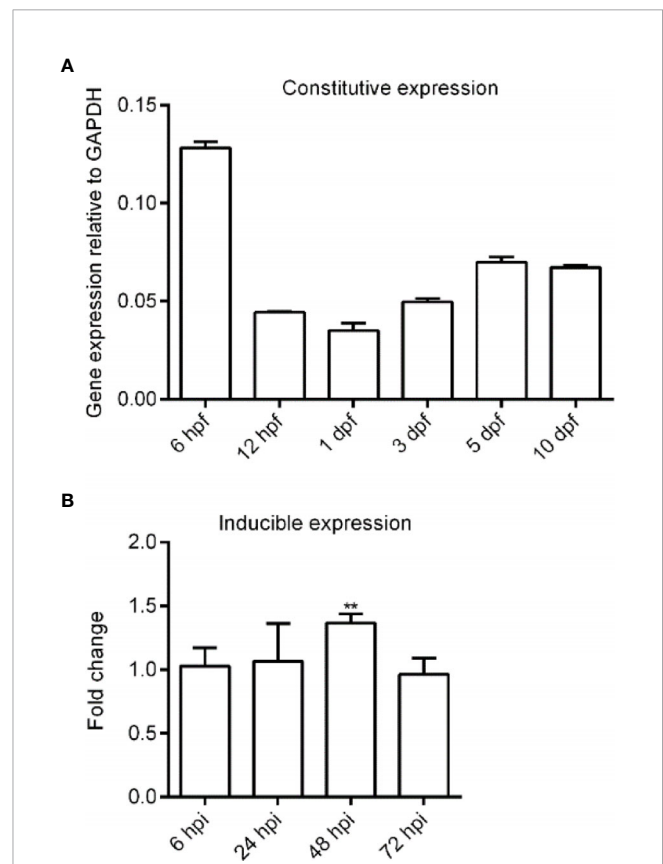 A
Constitutive expression
Gene expression relative to GAPDH
0.15
0.10
0.05
0.00
6 hpf
12 hpf
1 dpf
3 dpf
5 dpf
10 dpf
B
Inducible expression
Fold change
2.0
1.5
1.0
0.5
0.0
**
6 hpi
24 hpi
48 hpi
72 hpi